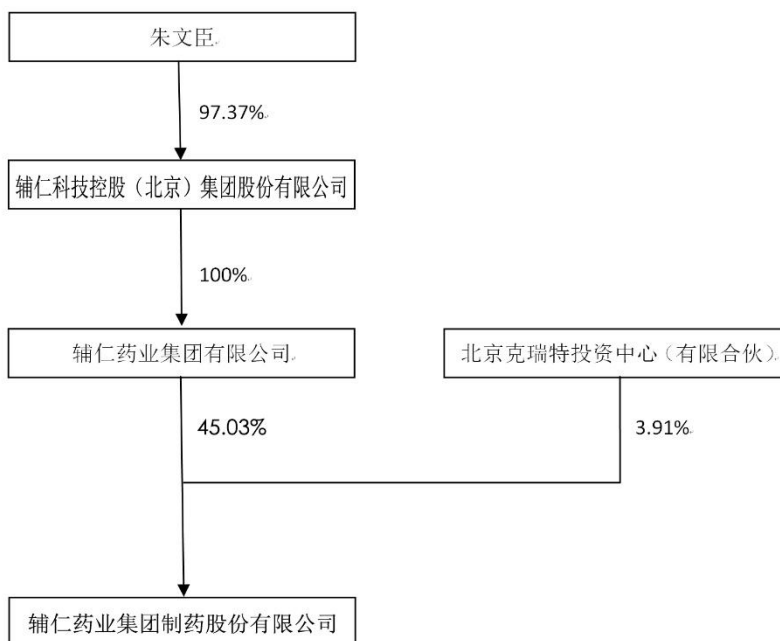 朱文臣
97.37%
辅仁科技控股（北京）集团股份有限公司
100%
辅仁药业集团有限公司
北京克瑞特投资中心（有限合伙）
45.03%
3.91%
辅仁药业集团制药股份有限公司